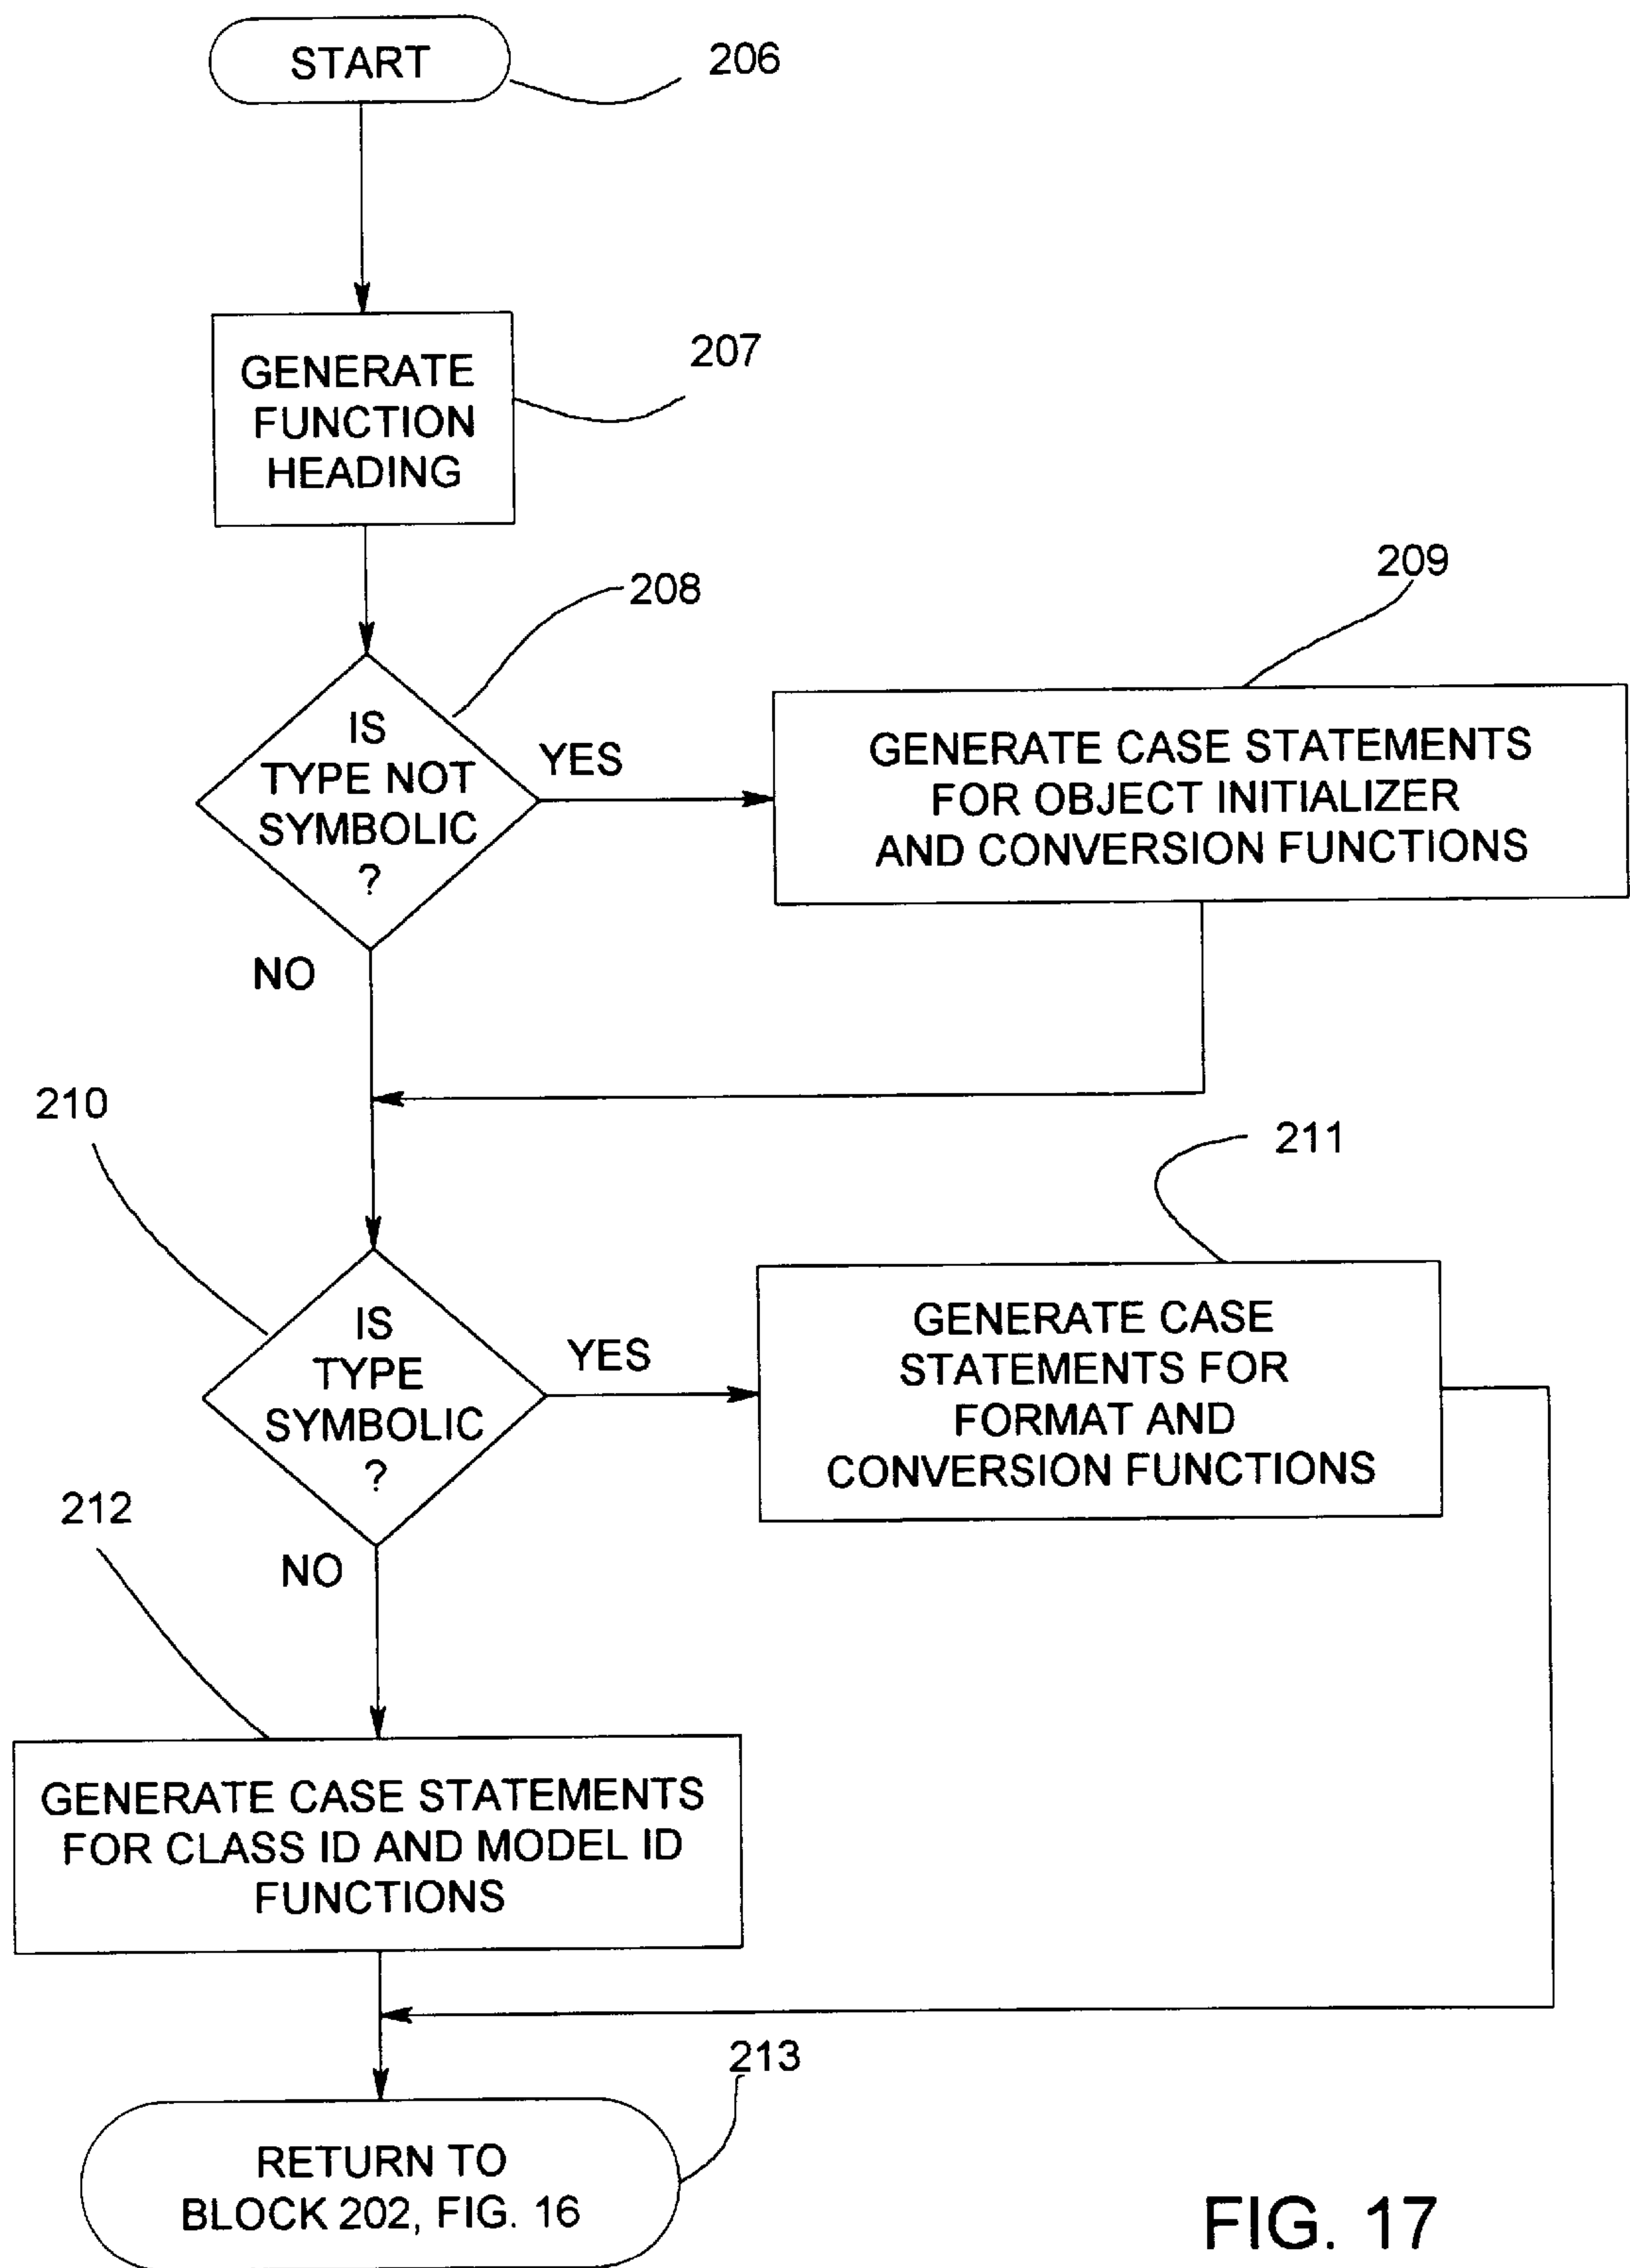 START
206
GENERATE
FUNCTION
HEADING
207
208
IS
TYPE NOT
SYMBOLIC
?
YES
209
GENERATE CASE STATEMENTS
FOR OBJECT INITIALIZER
AND CONVERSION FUNCTIONS
NO
210
IS
TYPE
SYMBOLIC
?
YES
211
GENERATE CASE
STATEMENTS FOR
FORMAT AND
CONVERSION FUNCTIONS
NO
212
GENERATE CASE STATEMENTS
FOR CLASS ID AND MODEL ID
FUNCTIONS
213
RETURN TO
BLOCK 202, FIG. 16
FIG. 17